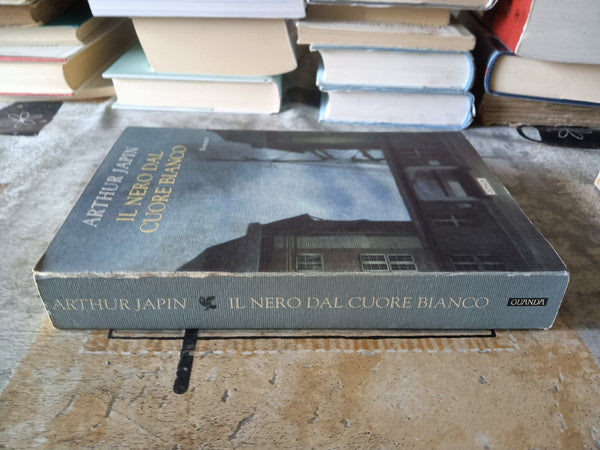 ARTHUR JAPIN
IL NERO DAL
CUORE BIANCO
ARTHUR JAPIN IL NERO DAL CUORE BIANCO GUANDA